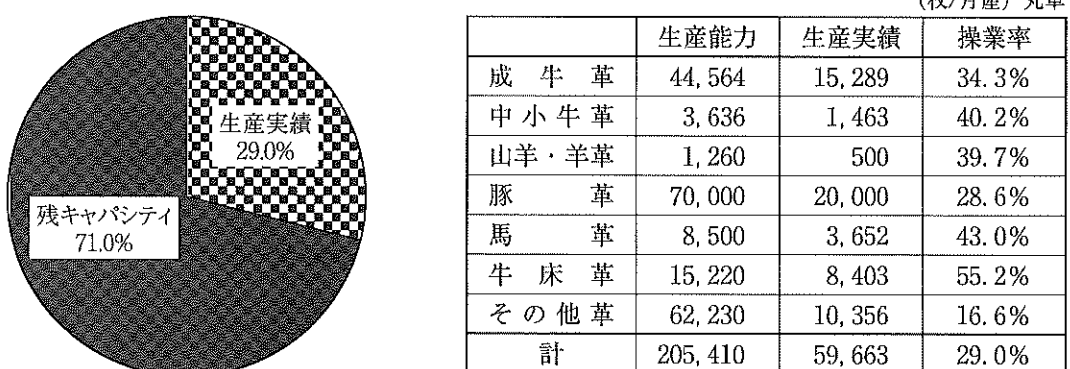 (枚/月産) 丸革
生産実績
29.0%
残キャパシティ
71.0%
生産能力 生産実績 操業率
成牛革 44,564 15,289 34.3%
中小牛革 3,636 1,463 40.2%
山羊・羊革 1,260 500 39.7%
豚革 70,000 20,000 28.6%
馬革 8,500 3,652 43.0%
牛床革 15,220 8,403 55.2%
その他革 62,230 10,356 16.6%
計 205,410 59,663 29.0%